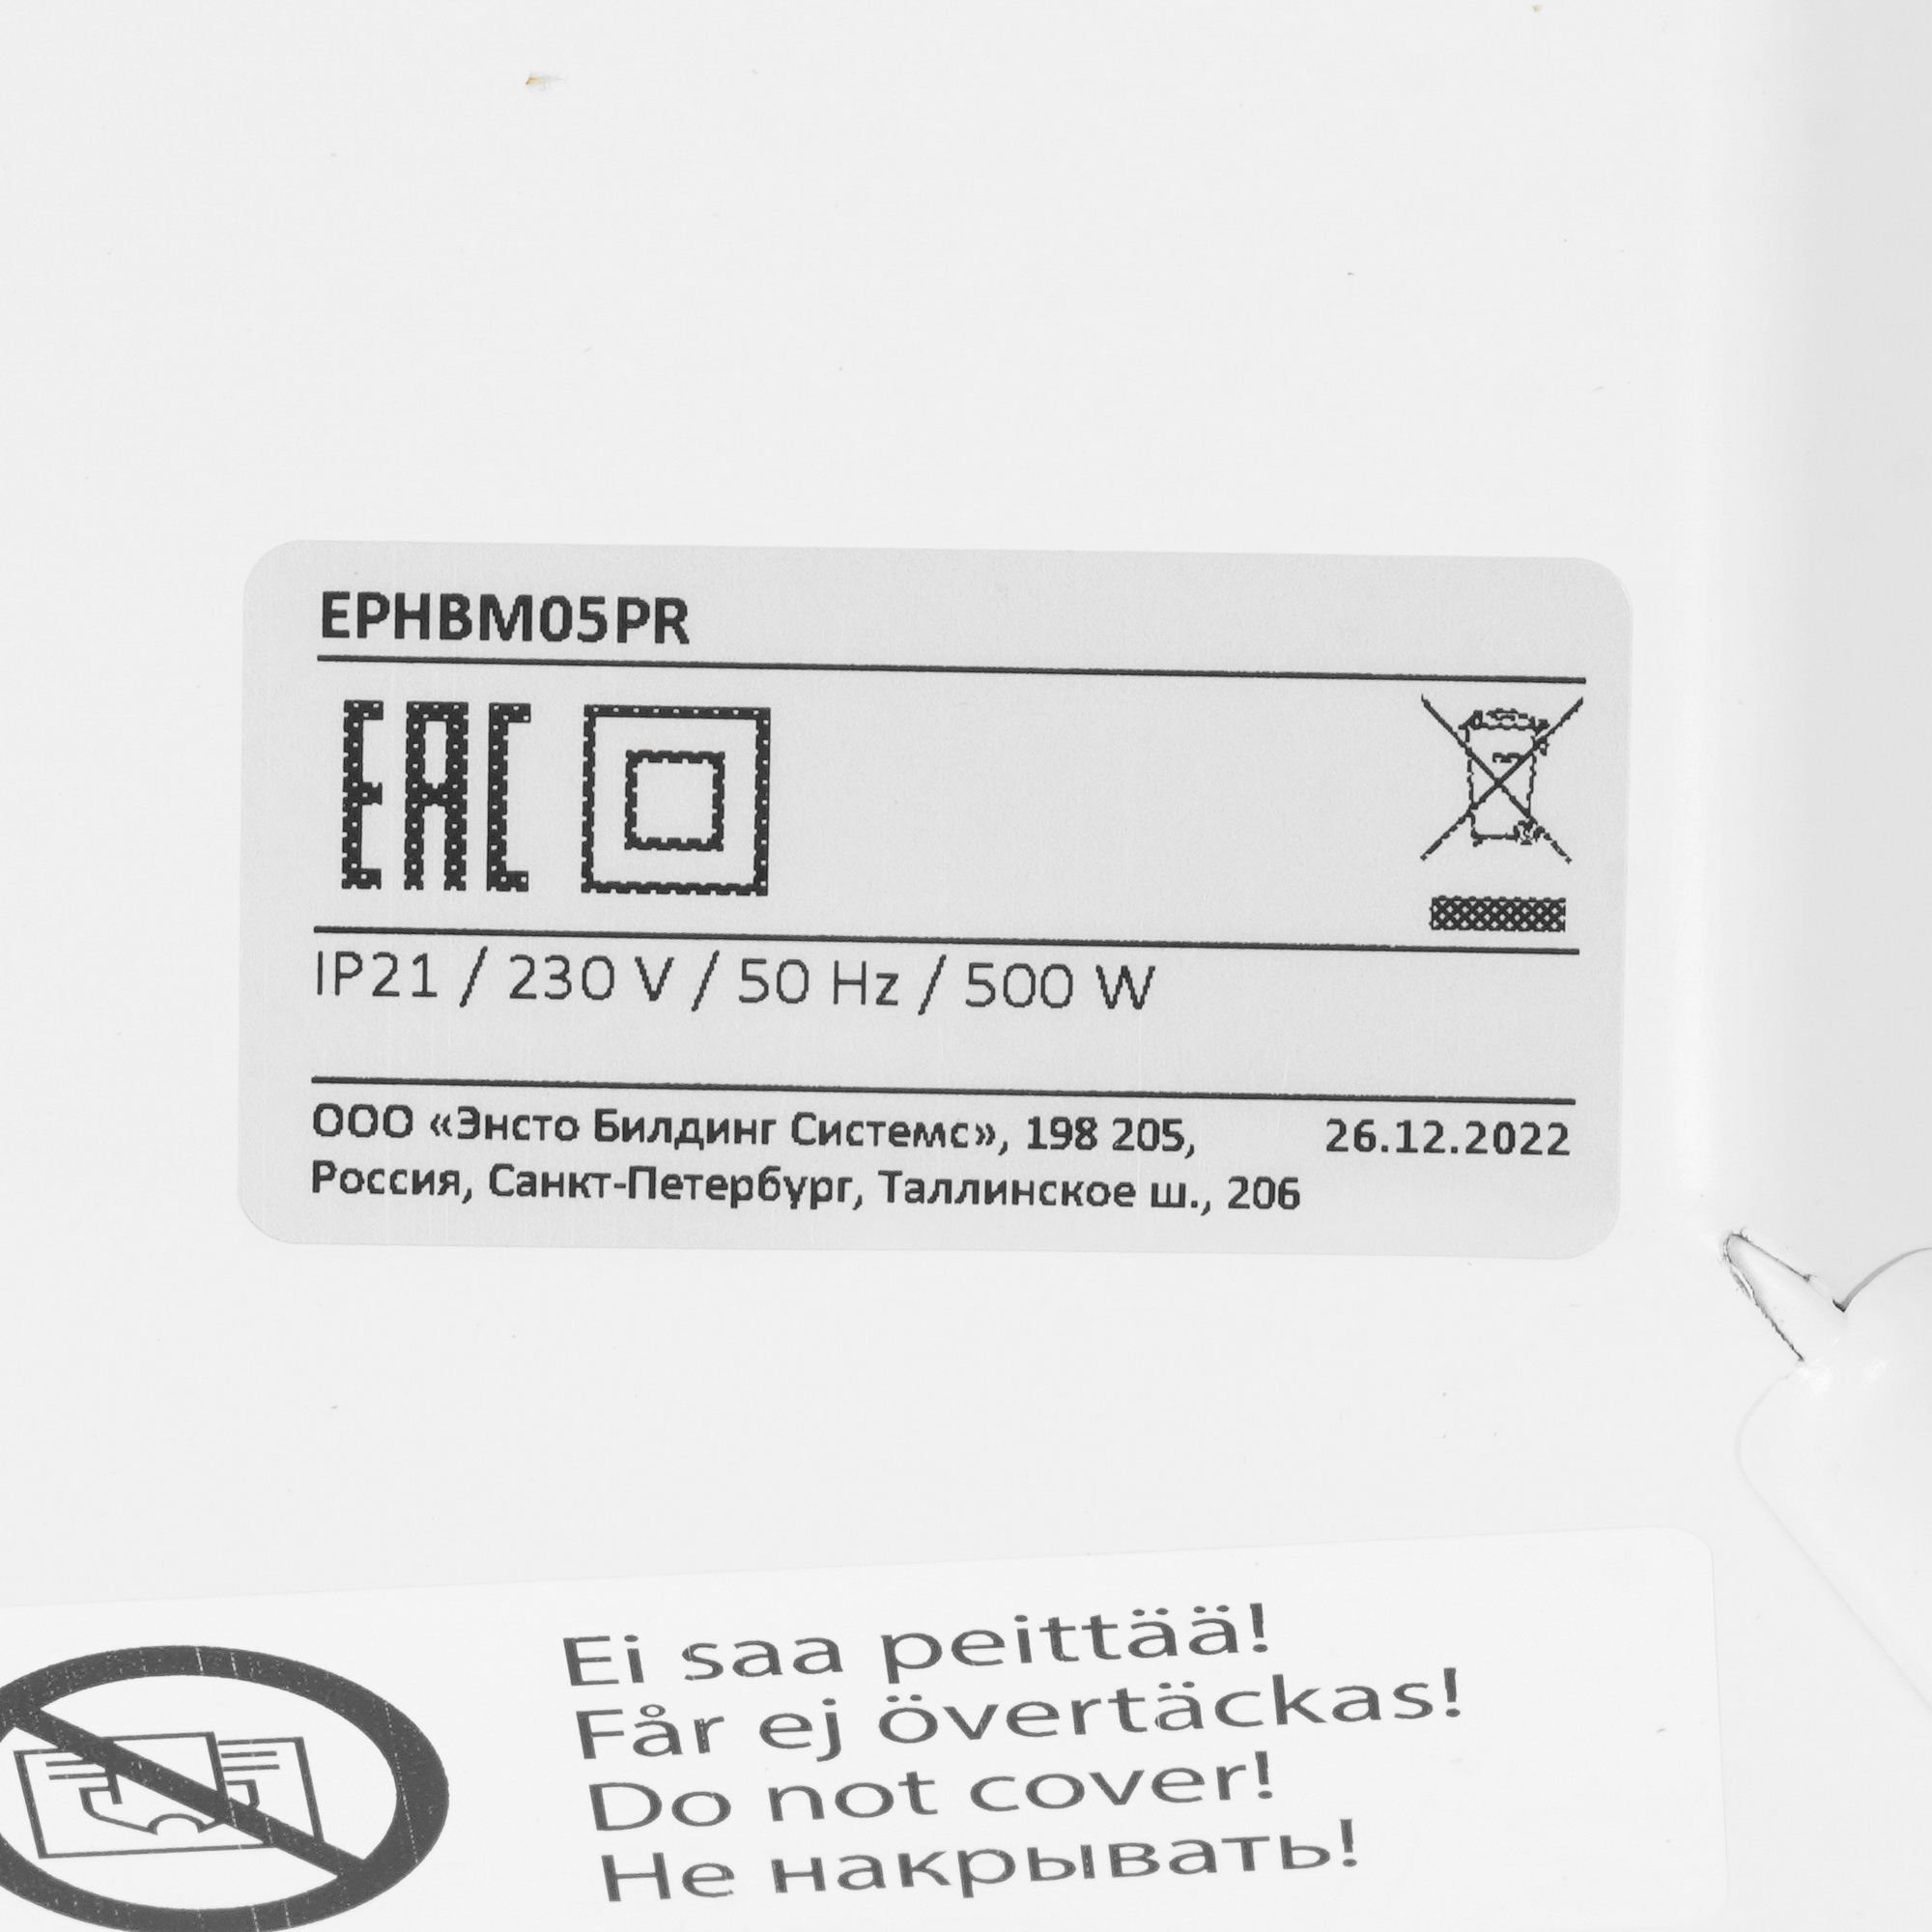 EPHBM05PR
EAC
IP21 / 230 V / 50 Hz / 500 W
ООО «Энсто Билдинг Системс», 198 205, 26.12.2022
Россия, Санкт-Петербург, Таллинское ш., 206
Ei saa peittää!
Får ej övertäckas!
Do not cover!
Не накрывать!